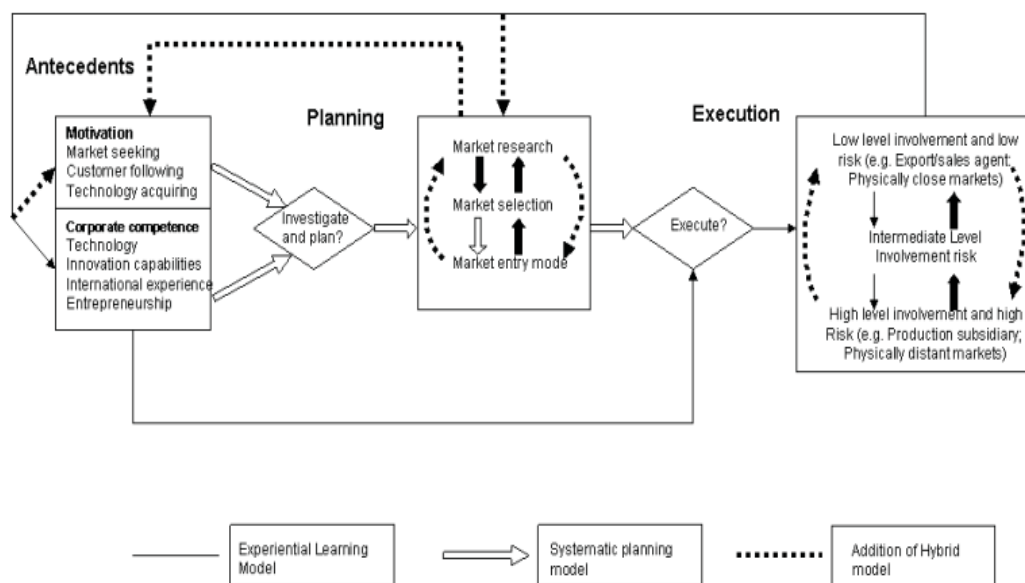 Antecedents
Motivation
Market seeking
Customer following
Technology acquiring
Corporate competence
Technology
Innovation capabilities
International experience
Entrepreneurship
Investigate
and plan?
Planning
Market research
Market selection
Market entry mode
Execute?
Execution
Low level involvement and low
risk (e.g. Export/sales agent;
Physically close markets)
Intermediate Level
Involvement risk
High level involvement and high
Risk (e.g. Production subsidiary;
Physically distant markets)
Experiential Learning
Model
Systematic planning
model
Addition of Hybrid
model